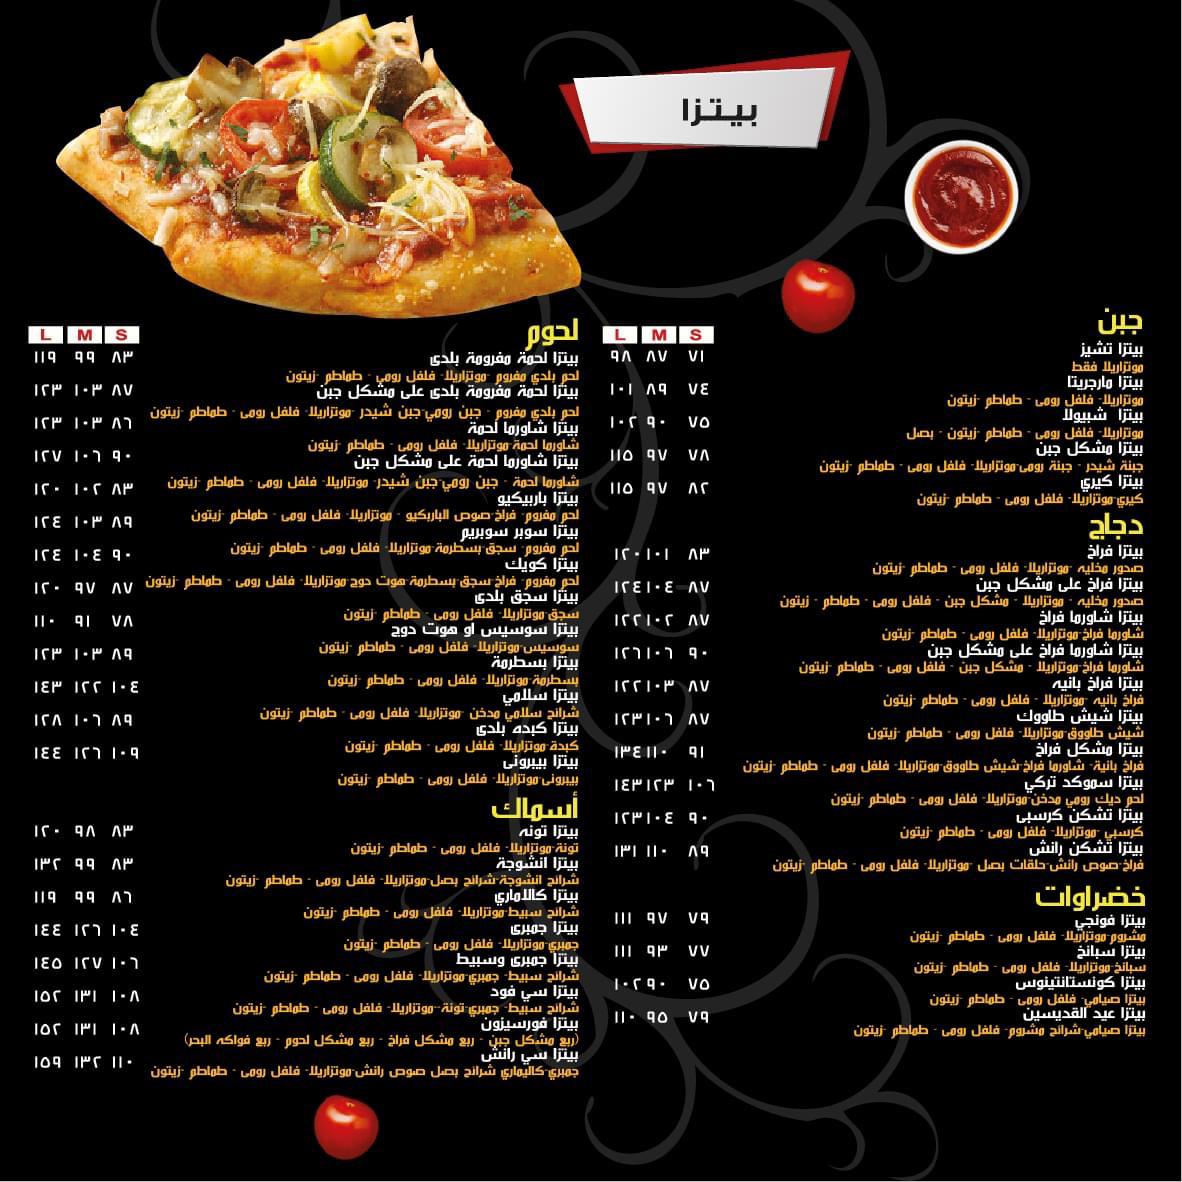 بيتزا
جبن
S M L
بيتزا تشيز ٧١ ٨٧ ٩٨
موتزاريلا فقط
بيتزا مارجريتا ٧٤ ٨٩ ١٠١
موتزاريلا- فلفل رومى - طماطم -زيتون
بيتزا شيبولا ٧٥ ٩٠ ١٠٢
موتزاريلا- فلفل رومى - طماطم -زيتون - بصل
بيتزا مشكل جبن ٧٨ ٩٧ ١١٥
جبنة شيدر - جبنة رومى-موتزاريلا- فلفل رومى - طماطم -زيتون
بيتزا كيري ٨٢ ٩٧ ١١٥
كيري-موتزاريلا- فلفل رومى - طماطم -زيتون
دجاج
بيتزا فراخ ٨٣ ١٠١ ١٢٠
صدور مخليه -موتزاريلا- فلفل رومى - طماطم -زيتون
بيتزا فراخ على مشكل جبن ٨٧ ١٠٤ ١٢٤
صدور مخليه - موتزاريلا - مشكل جبن - فلفل رومى - طماطم -زيتون
بيتزا شاورما فراخ ٨٧ ١٠٢ ١٢٢
شاورما فراخ-موتزاريلا- فلفل رومى - طماطم -زيتون
بيتزا شاورما فراخ على مشكل جبن ٩٠ ١٠٦ ١٢٦
شاورما فراخ-موتزاريلا - مشكل جبن - فلفل رومى - طماطم -زيتون
بيتزا فراخ بانيه ٨٧ ١٠٣ ١٢٢
فراخ بانيه -موتزاريلا - فلفل رومى - طماطم -زيتون
بيتزا شيش طاووك ٨٧ ١٠٦ ١٢٣
شيش طاووق-موتزاريلا- فلفل رومى - طماطم -زيتون
بيتزا مشكل فراخ ٩١ ١١٠ ١٣٤
فراخ بانية- شاورما فراخ-شيش طاووق-موتزاريلا- فلفل رومى - طماطم -زيتون
بيتزا سموكد تركي ١٠٦ ١٢٣ ١٤٣
لحم ديك رومي مدخن-موتزاريلا- فلفل رومى - طماطم -زيتون
بيتزا تشكن كرسبى ٩٠ ١٠٤ ١٢٣
كرسبي -موتزاريلا- فلفل رومى - طماطم -زيتون
بيتزا تشكن رانش ٨٩ ١١٠ ١٣١
فراخ-صوص رانش-حلقات بصل -موتزاريلا- فلفل رومى - طماطم -زيتون
خضراوات
بيتزا فونجي ٧٩ ٩٧ ١١١
مشروم-موتزاريلا- فلفل رومى - طماطم -زيتون
بيتزا سبانخ ٧٧ ٩٣ ١١١
سبانخ-موتزاريلا- فلفل رومى - طماطم -زيتون
بيتزا كونستانتينوس ٧٥ ٩٠ ١٠٢
بيتزا صيامي- فلفل رومى - طماطم -زيتون
بيتزا عيد القديسين ٧٩ ٩٥ ١١٠
بيتزا صيامي-شرائح مشروم- فلفل رومى - طماطم -زيتون
لحوم
S M L
بيتزا لحمة مفرومة بلدى ٨٣ ٩٩ ١١٩
لحم بلدي مفروم -موتزاريلا- فلفل رومى - طماطم -زيتون
بيتزا لحمة مفرومة بلدى على مشكل جبن ٨٧ ١٠٣ ١٢٣
لحم بلدي مفروم - جبن رومي-جبن شيدر -موتزاريلا- فلفل رومى - طماطم -زيتون
بيتزا شاورما لحمة ٨٦ ١٠٣ ١٢٣
شاورما لحمة-موتزاريلا- فلفل رومى - طماطم -زيتون
بيتزا شاورما لحمة على مشكل جبن ٩٠ ١٠٦ ١٢٧
شاورما لحمة - جبن رومي-جبن شيدر- موتزاريلا- فلفل رومى - طماطم -زيتون
بيتزا باربيكيو ٨٣ ١٠٢ ١٢٠
لحم مفروم- فراخ-صوص الباربكيو - موتزاريلا- فلفل رومى - طماطم -زيتون
بيتزا سوبر سوبريم ٨٩ ١٠٣ ١٢٤
لحم مفروم- سجق-بسطرمة-موتزاريلا- فلفل رومى - طماطم -زيتون
بيتزا كويك ٩٠ ١٠٤ ١٢٤
لحم مفروم- فراخ-سجق-بسطرمة-هوت دوج-موتزاريلا- فلفل رومى - طماطم -زيتون
بيتزا سجق بلدى ٨٧ ٩٧ ١٢٠
سجق-موتزاريلا- فلفل رومى - طماطم -زيتون
بيتزا سوسيس او هوت دوج ٧٨ ٩١ ١١٠
سوسيس-موتزاريلا- فلفل رومى - طماطم -زيتون
بيتزا بسطرمة ٨٩ ١٠٣ ١٢٣
بسطرمة-موتزاريلا- فلفل رومى - طماطم -زيتون
بيتزا سلامي ١٠٤ ١٢٢ ١٤٣
شرائح سلامي مدخن -موتزاريلا- فلفل رومى - طماطم -زيتون
بيتزا كبده بلدى ٨٩ ١٠٦ ١٢٨
كبدة-موتزاريلا- فلفل رومى - طماطم -زيتون
بيتزا بيبرونى ١٠٩ ١٢٦ ١٤٤
بيبرونى-موتزاريلا- فلفل رومى - طماطم -زيتون
أسماك
بيتزا تونه ٨٣ ٩٨ ١٢٠
تونة-موتزاريلا- فلفل رومى - طماطم -زيتون
بيتزا انشوجة ٨٣ ٩٩ ١٣٢
شرائح انشوجة-شرائح بصل-موتزاريلا- فلفل رومى - طماطم -زيتون
بيتزا كالاماري ٨٦ ٩٩ ١١٩
شرائح سبيط-موتزاريلا- فلفل رومى - طماطم -زيتون
بيتزا جمبرى ١٠٤ ١٢٦ ١٤٤
جمبري-موتزاريلا- فلفل رومى - طماطم -زيتون
بيتزا جمبرى وسبيط ١٠٦ ١٢٧ ١٤٥
شرائح سبيط- جمبري-موتزاريلا- فلفل رومى - طماطم -زيتون
بيتزا سي فود ١٠٨ ١٣١ ١٥٢
شرائح سبيط- جمبري-تونة--موتزاريلا- فلفل رومى - طماطم -زيتون
بيتزا فورسيزون ١٠٨ ١٣١ ١٥٢
(ربع مشكل جبن - ربع مشكل فراخ - ربع مشكل لحوم - ربع فواكه البحر)
بيتزا سي رانش ١١٠ ١٣٢ ١٥٩
جمبري-كاليماري شرائح بصل صوص رانش-موتزاريلا- فلفل رومى - طماطم -زيتون